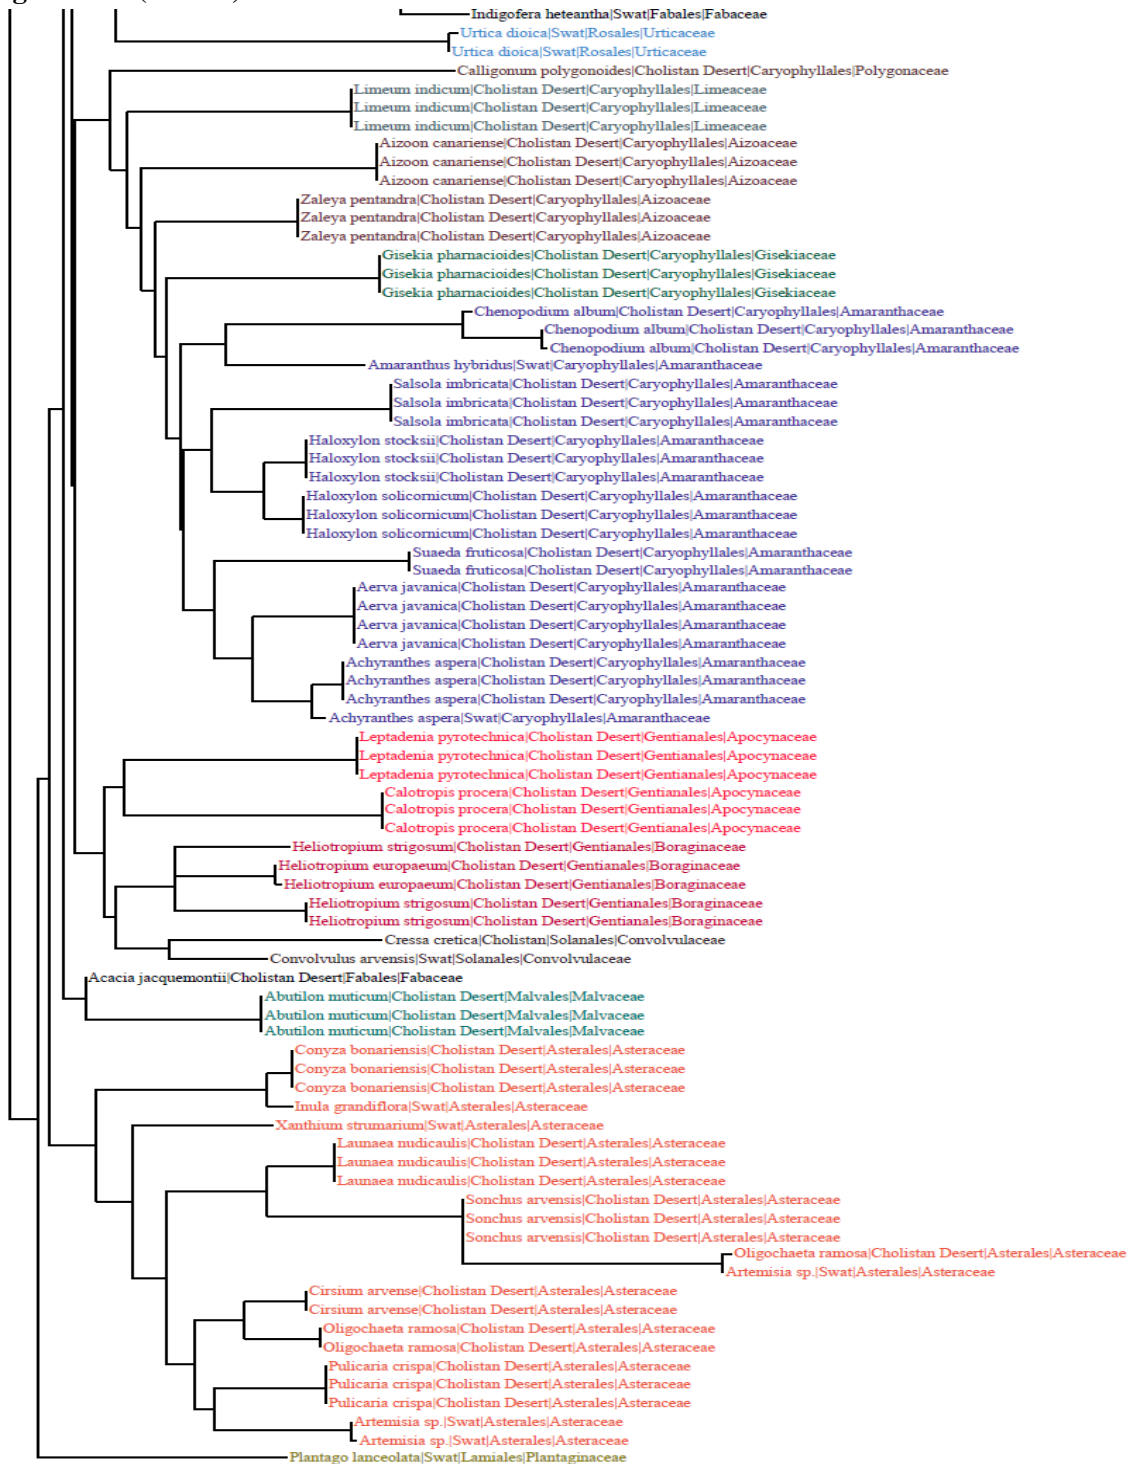 Indigofera heteantha|Swat|Fabales|Fabaceae
Urtica dioica|Swat|Rosales|Urticaceae
Urtica dioica|Swat|Rosales|Urticaceae
Calligonum polygonoides|Cholistan Desert|Caryophyllales|Polygonaceae
Limeum indicum|Cholistan Desert|Caryophyllales|Limeaceae
Limeum indicum|Cholistan Desert|Caryophyllales|Limeaceae
Limeum indicum|Cholistan Desert|Caryophyllales|Limeaceae
Aizoon canariense|Cholistan Desert|Caryophyllales|Aizoaceae
Aizoon canariense|Cholistan Desert|Caryophyllales|Aizoaceae
Aizoon canariense|Cholistan Desert|Caryophyllales|Aizoaceae
Zaleya pentandra|Cholistan Desert|Caryophyllales|Aizoaceae
Zaleya pentandra|Cholistan Desert|Caryophyllales|Aizoaceae
Zaleya pentandra|Cholistan Desert|Caryophyllales|Aizoaceae
Gisekia pharnacioides|Cholistan Desert|Caryophyllales|Gisekiaceae
Gisekia pharnacioides|Cholistan Desert|Caryophyllales|Gisekiaceae
Gisekia pharnacioides|Cholistan Desert|Caryophyllales|Gisekiaceae
Chenopodium album|Cholistan Desert|Caryophyllales|Amaranthaceae
Chenopodium album|Cholistan Desert|Caryophyllales|Amaranthaceae
Chenopodium album|Cholistan Desert|Caryophyllales|Amaranthaceae
Amaranthus hybridus|Swat|Caryophyllales|Amaranthaceae
Salsola imbricata|Cholistan Desert|Caryophyllales|Amaranthaceae
Salsola imbricata|Cholistan Desert|Caryophyllales|Amaranthaceae
Salsola imbricata|Cholistan Desert|Caryophyllales|Amaranthaceae
Haloxylon stocksii|Cholistan Desert|Caryophyllales|Amaranthaceae
Haloxylon stocksii|Cholistan Desert|Caryophyllales|Amaranthaceae
Haloxylon stocksii|Cholistan Desert|Caryophyllales|Amaranthaceae
Haloxylon solicornicum|Cholistan Desert|Caryophyllales|Amaranthaceae
Haloxylon solicornicum|Cholistan Desert|Caryophyllales|Amaranthaceae
Haloxylon solicornicum|Cholistan Desert|Caryophyllales|Amaranthaceae
Suaeda fruticosa|Cholistan Desert|Caryophyllales|Amaranthaceae
Suaeda fruticosa|Cholistan Desert|Caryophyllales|Amaranthaceae
Aerva javanica|Cholistan Desert|Caryophyllales|Amaranthaceae
Aerva javanica|Cholistan Desert|Caryophyllales|Amaranthaceae
Aerva javanica|Cholistan Desert|Caryophyllales|Amaranthaceae
Aerva javanica|Cholistan Desert|Caryophyllales|Amaranthaceae
Achyranthes aspera|Cholistan Desert|Caryophyllales|Amaranthaceae
Achyranthes aspera|Cholistan Desert|Caryophyllales|Amaranthaceae
Achyranthes aspera|Cholistan Desert|Caryophyllales|Amaranthaceae
Achyranthes aspera|Swat|Caryophyllales|Amaranthaceae
Leptadenia pyrotechnica|Cholistan Desert|Gentianales|Apocynaceae
Leptadenia pyrotechnica|Cholistan Desert|Gentianales|Apocynaceae
Leptadenia pyrotechnica|Cholistan Desert|Gentianales|Apocynaceae
Calotropis procera|Cholistan Desert|Gentianales|Apocynaceae
Calotropis procera|Cholistan Desert|Gentianales|Apocynaceae
Calotropis procera|Cholistan Desert|Gentianales|Apocynaceae
Heliotropium strigosum|Cholistan Desert|Gentianales|Boraginaceae
Heliotropium europaeum|Cholistan Desert|Gentianales|Boraginaceae
Heliotropium europaeum|Cholistan Desert|Gentianales|Boraginaceae
Heliotropium strigosum|Cholistan Desert|Gentianales|Boraginaceae
Heliotropium strigosum|Cholistan Desert|Gentianales|Boraginaceae
Cressa cretica|Cholistan|Solanales|Convolvulaceae
Convolvulus arvensis|Swat|Solanales|Convolvulaceae
Acacia jacquemontii|Cholistan Desert|Fabales|Fabaceae
Abutilon muticum|Cholistan Desert|Malvales|Malvaceae
Abutilon muticum|Cholistan Desert|Malvales|Malvaceae
Abutilon muticum|Cholistan Desert|Malvales|Malvaceae
Conyza bonariensis|Cholistan Desert|Asterales|Asteraceae
Conyza bonariensis|Cholistan Desert|Asterales|Asteraceae
Conyza bonariensis|Cholistan Desert|Asterales|Asteraceae
Inula grandiflora|Swat|Asterales|Asteraceae
Xanthium strumarium|Swat|Asterales|Asteraceae
Launaea nudicaulis|Cholistan Desert|Asterales|Asteraceae
Launaea nudicaulis|Cholistan Desert|Asterales|Asteraceae
Launaea nudicaulis|Cholistan Desert|Asterales|Asteraceae
Sonchus arvensis|Cholistan Desert|Asterales|Asteraceae
Sonchus arvensis|Cholistan Desert|Asterales|Asteraceae
Sonchus arvensis|Cholistan Desert|Asterales|Asteraceae
Oligochaeta ramosa|Cholistan Desert|Asterales|Asteraceae
Artemisia sp.|Swat|Asterales|Asteraceae
Cirsium arvense|Cholistan Desert|Asterales|Asteraceae
Cirsium arvense|Cholistan Desert|Asterales|Asteraceae
Oligochaeta ramosa|Cholistan Desert|Asterales|Asteraceae
Oligochaeta ramosa|Cholistan Desert|Asterales|Asteraceae
Pulicaria crispa|Cholistan Desert|Asterales|Asteraceae
Pulicaria crispa|Cholistan Desert|Asterales|Asteraceae
Pulicaria crispa|Cholistan Desert|Asterales|Asteraceae
Artemisia sp.|Swat|Asterales|Asteraceae
Artemisia sp.|Swat|Asterales|Asteraceae
Plantago lanceolata|Swat|Lamiales|Plantaginaceae